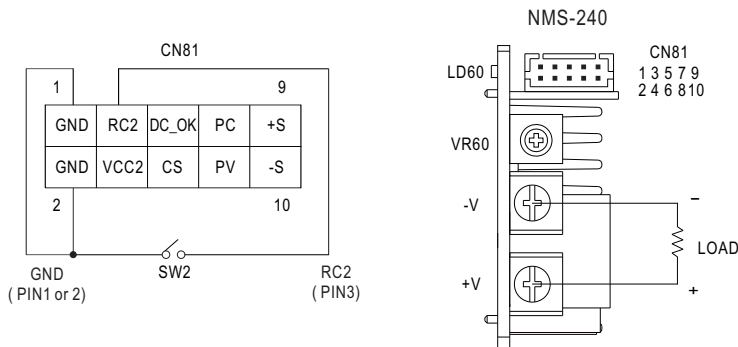 NMS-240
CN81
1 9
GND RC2 DC_OK PC +S
GND VCC2 CS PV -S
2 10
SW2
GND
( PIN1 or 2)
RC2
( PIN3)
CN81
1 3 5 7 9
2 4 6 8 10
LD60
VR60
-V
+V
–
LOAD
+